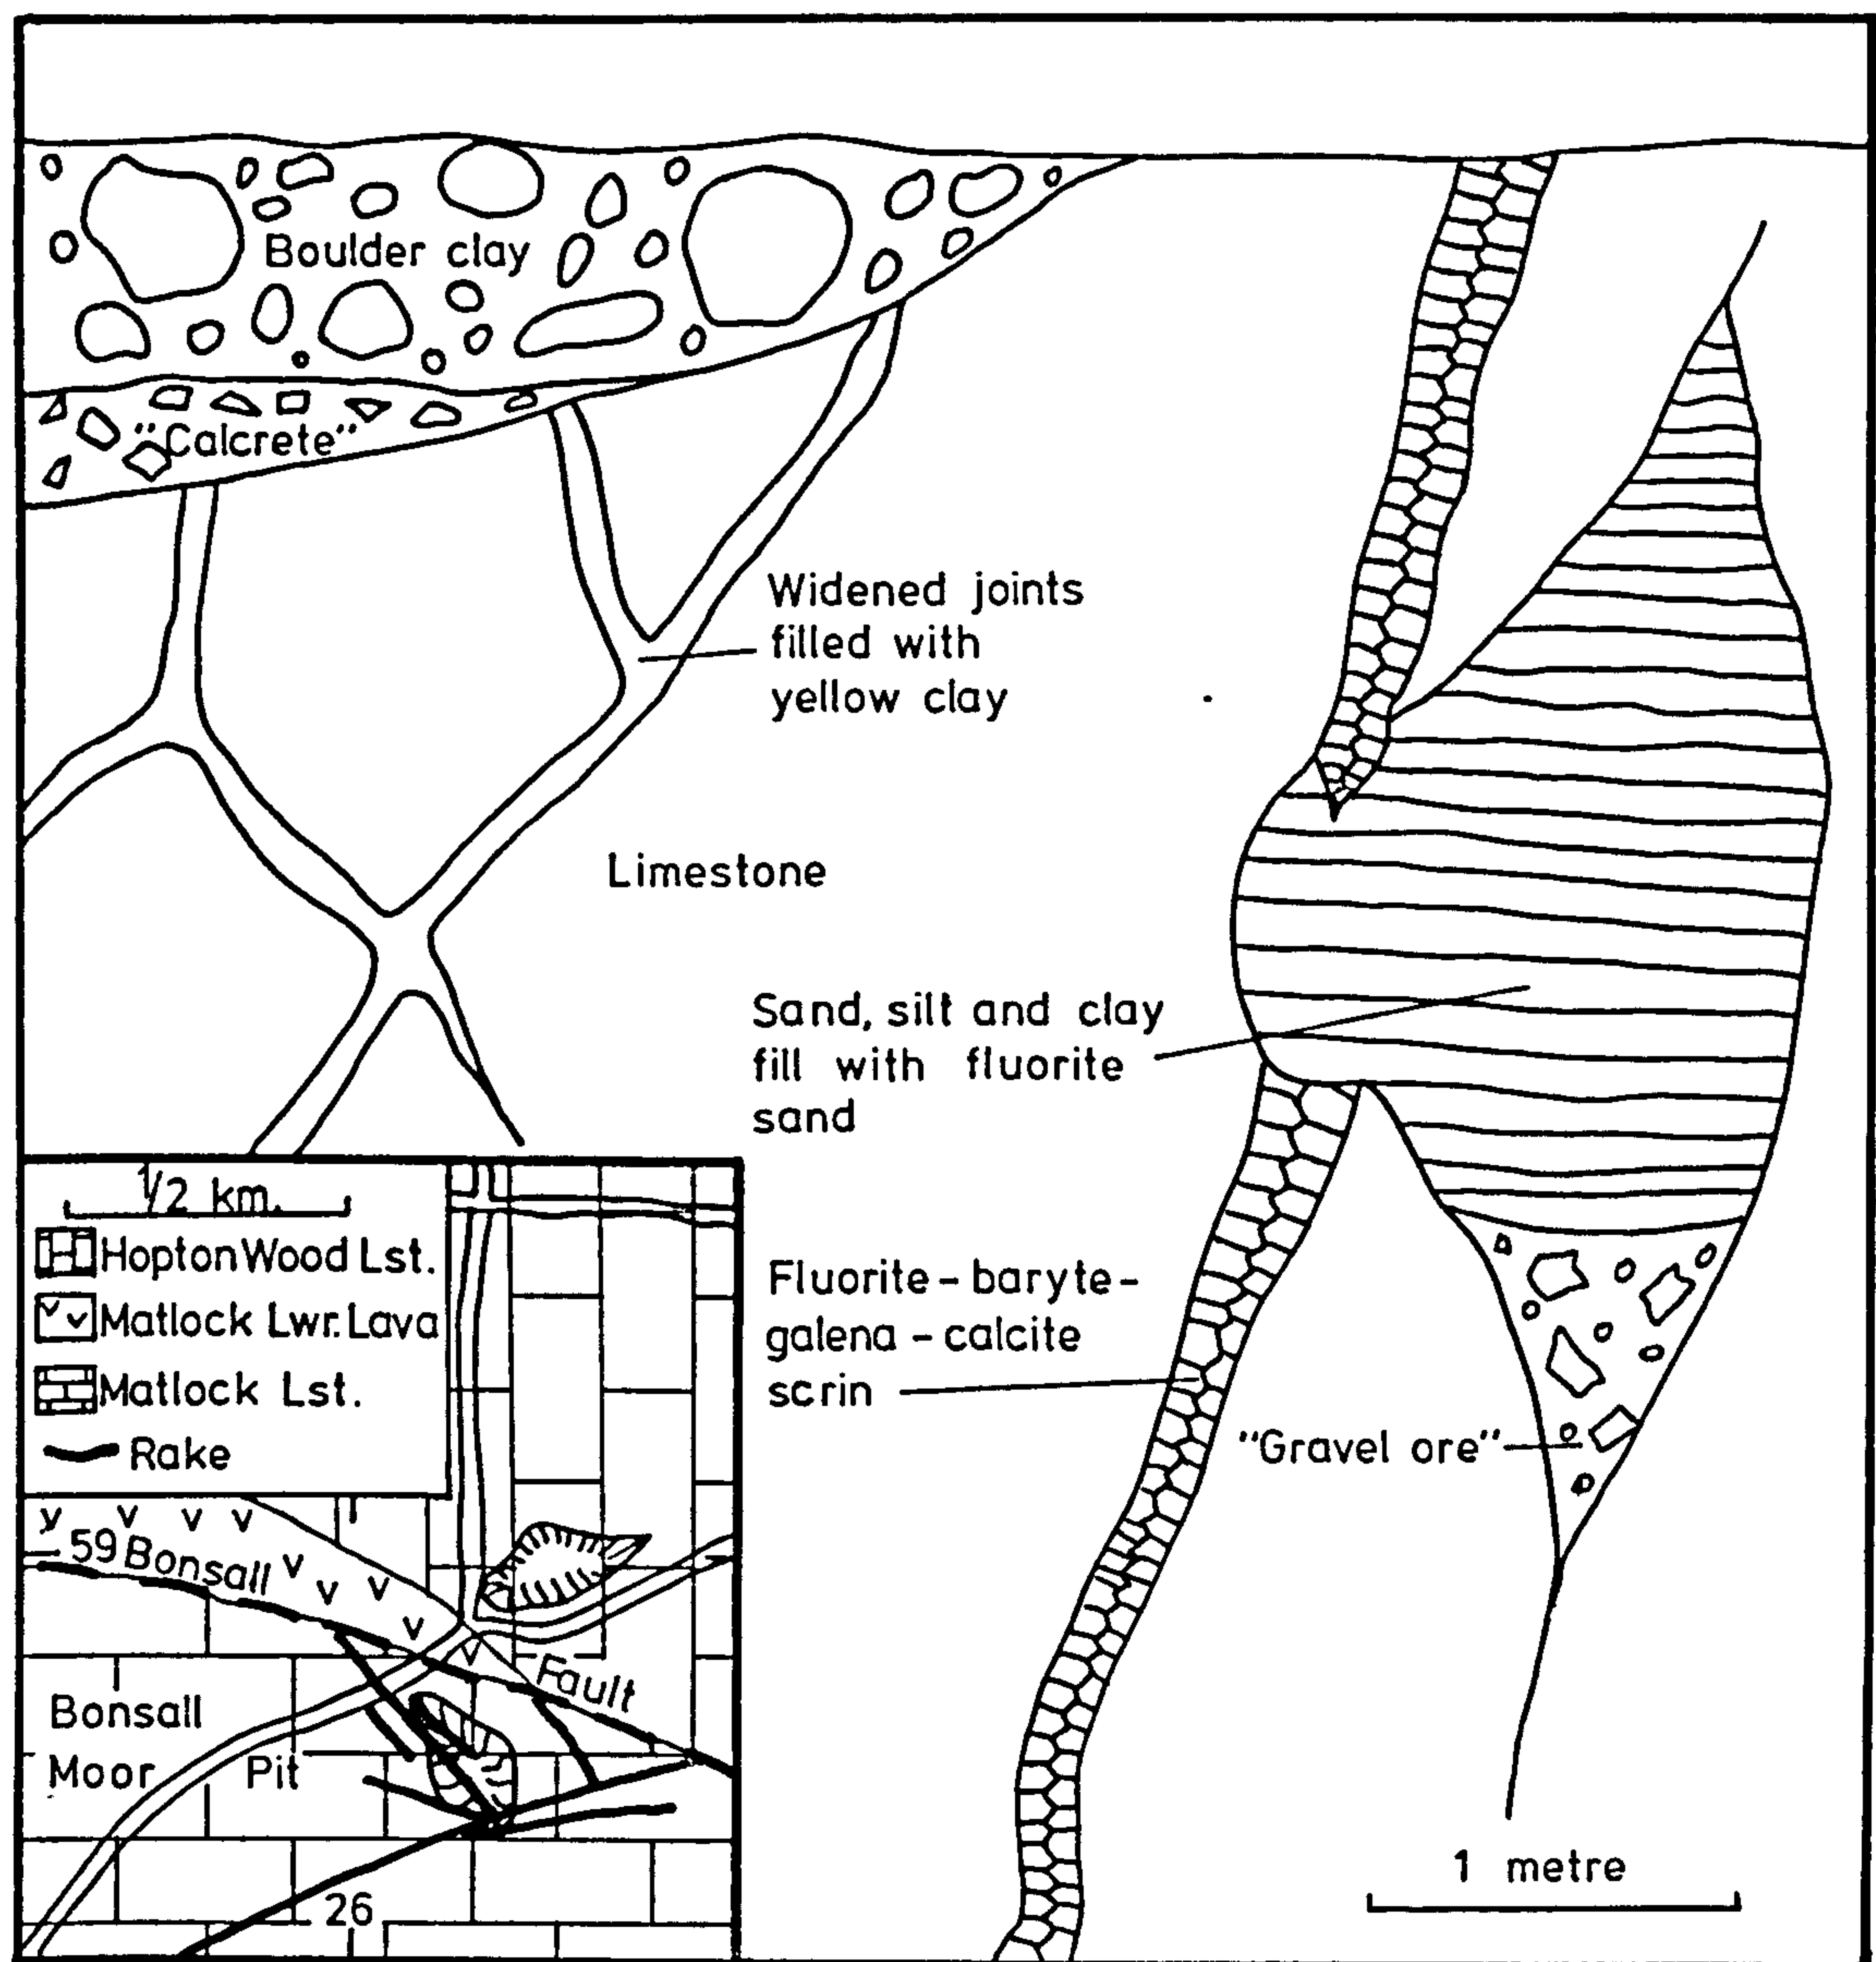 Boulder clay
"Calcrete"
Widened joints
filled with
yellow clay
Limestone
Sand, silt and clay
fill with fluorite
sand
Fluorite-baryte-
galena-calcite
scrin
"Gravel ore"
1 metre
1/2 km.
Hopton Wood Lst.
Matlock Lwr. Lava
Matlock Lst.
Rake
59 Bonsall
Fault
Bonsall
Moor Pit
26